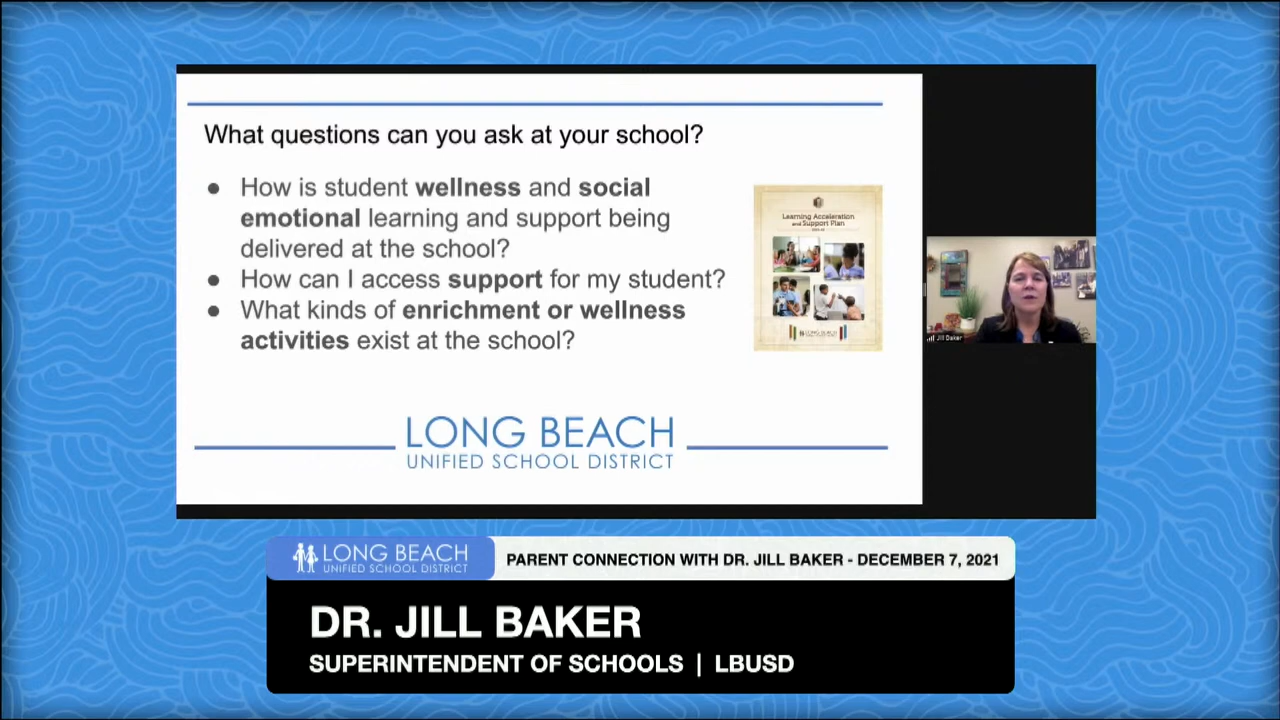 What questions can you ask at your school?
● How is student wellness and social
emotional learning and support being
delivered at the school?
● How can I access support for my student?
● What kinds of enrichment or wellness
activities exist at the school?
Learning Acceleration
and Support Plan
LONG BEACH
LONG BEACH
UNIFIED SCHOOL DISTRICT
Jill Baker
LONG BEACH
UNIFIED SCHOOL DISTRICT
PARENT CONNECTION WITH DR. JILL BAKER - DECEMBER 7, 2021
DR. JILL BAKER
SUPERINTENDENT OF SCHOOLS | LBUSD